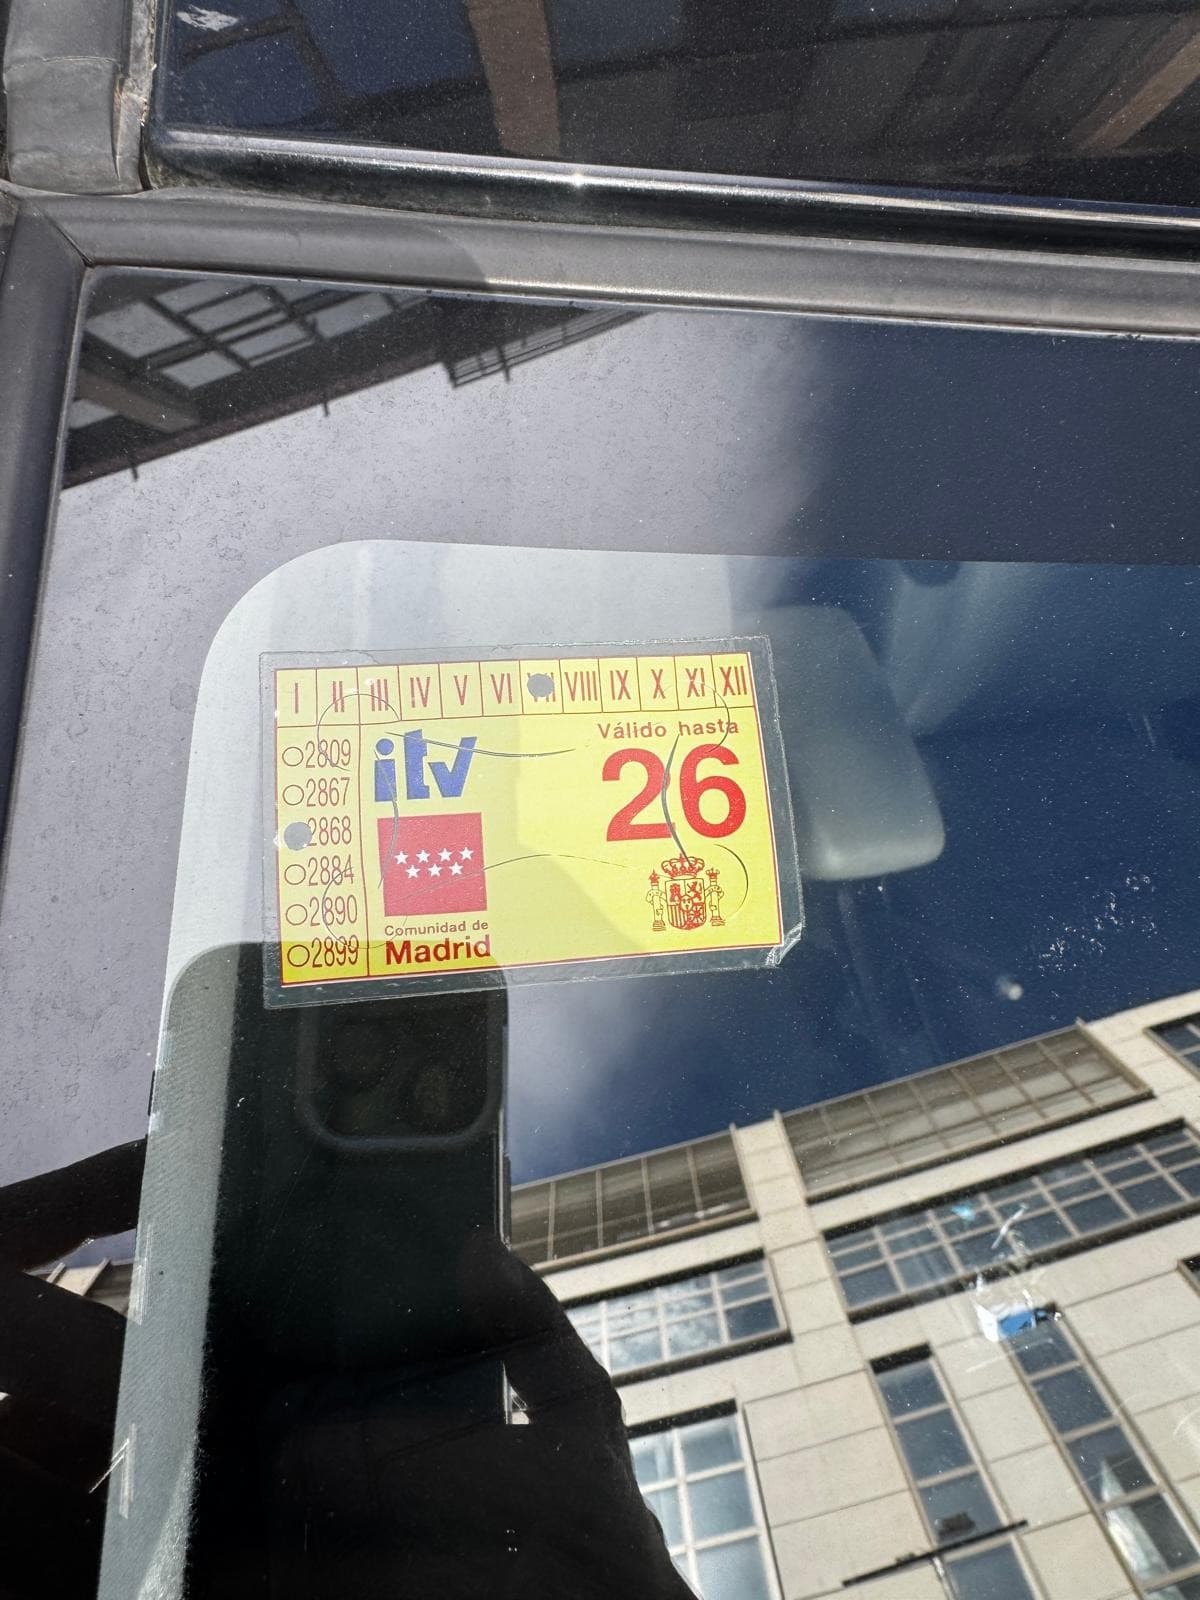 I II III IV V VI VII VIII IX X XI XII
2809
2867
2868
2884
2890
2899
itv
Comunidad de
Madrid
Válido hasta
26